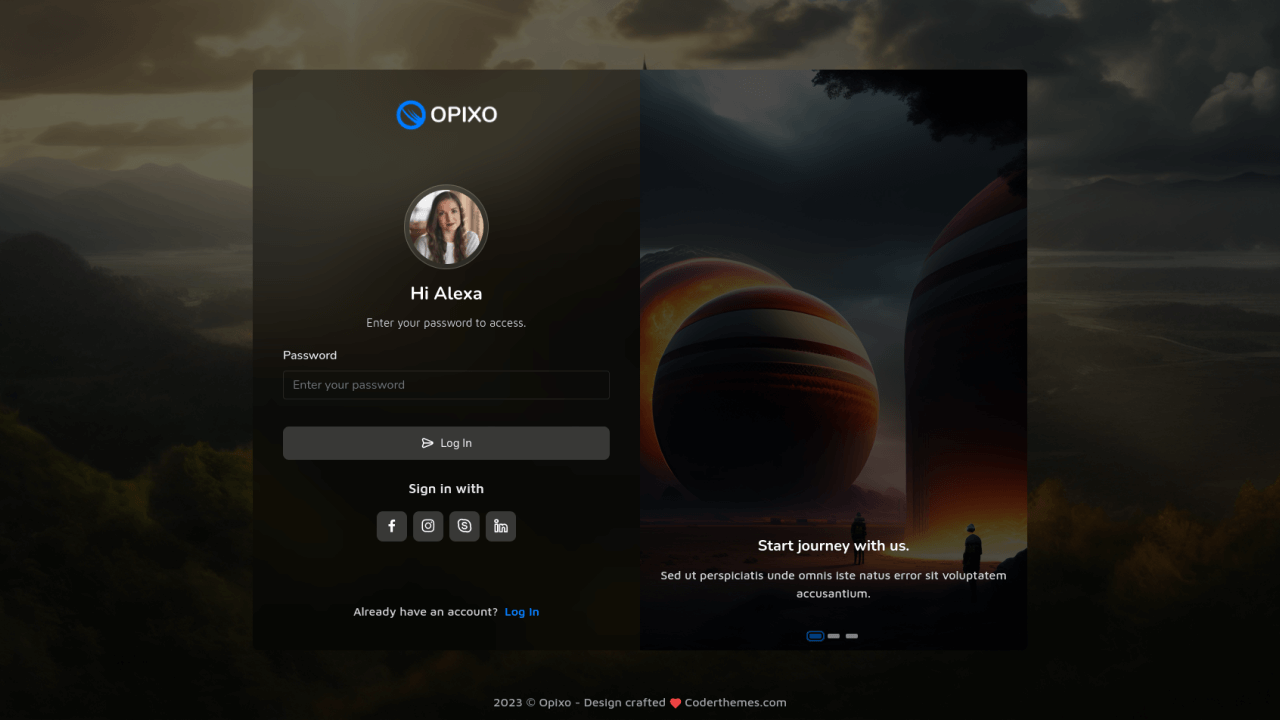 OPIXO
Hi Alexa
Enter your password to access.
Password
Enter your password
Log In
Sign in with
Already have an account? Log In
Start journey with us.
Sed ut perspiciatis unde omnis iste natus error sit voluptatem
accusantium.
2023 © Opixo - Design crafted ❤ Coderthemes.com